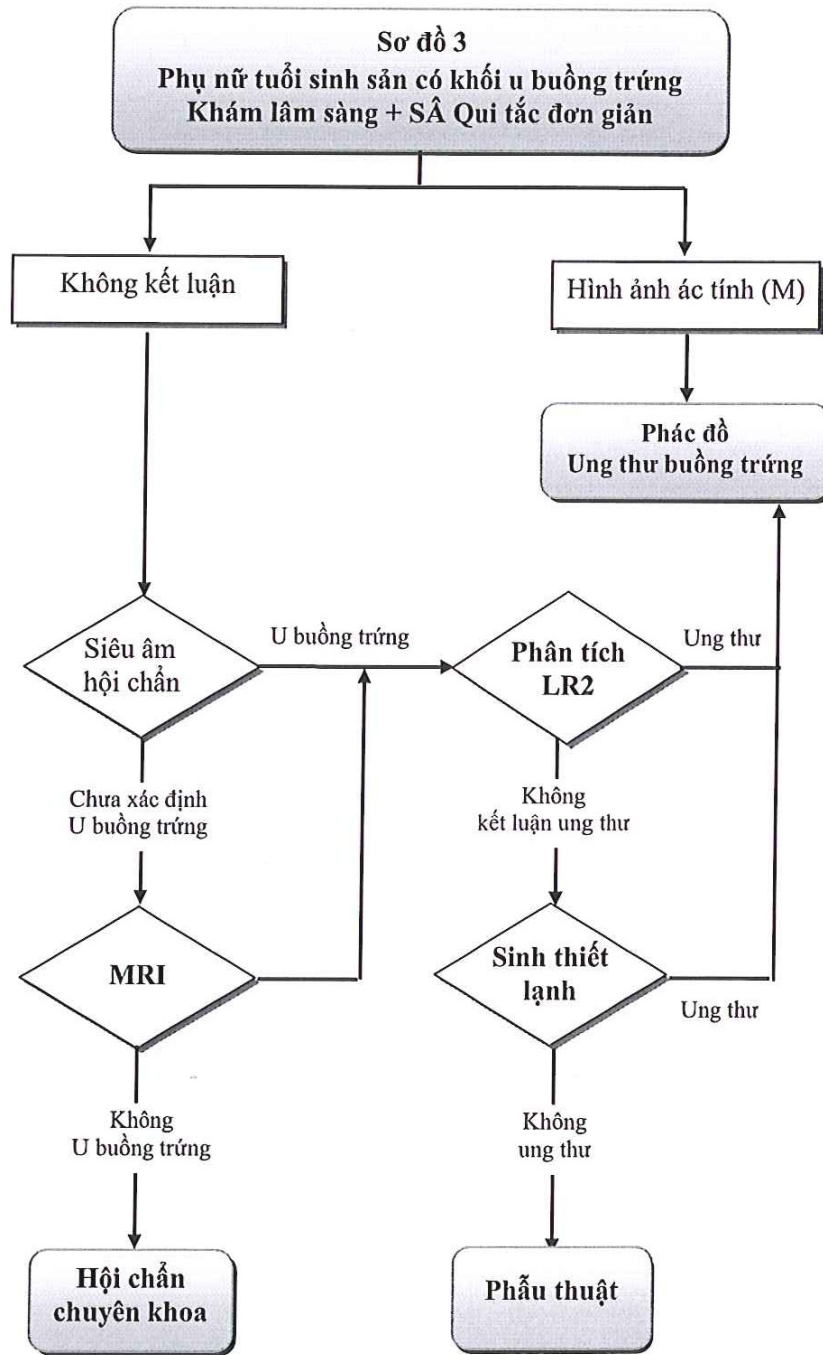 Sơ đồ 3
Phụ nữ tuổi sinh sản có khối u buồng trứng
Khám lâm sàng + SÂ Qui tắc đơn giản
Không kết luận
Hình ảnh ác tính (M)
Phác đồ
Ung thư buồng trứng
Siêu âm
hội chẩn
U buồng trứng
Phân tích
LR2
Ung thư
Chưa xác định
U buồng trứng
Không
kết luận ung thư
MRI
Sinh thiết
lạnh
Ung thư
Không
U buồng trứng
Không
ung thư
Hội chẩn
chuyên khoa
Phẫu thuật